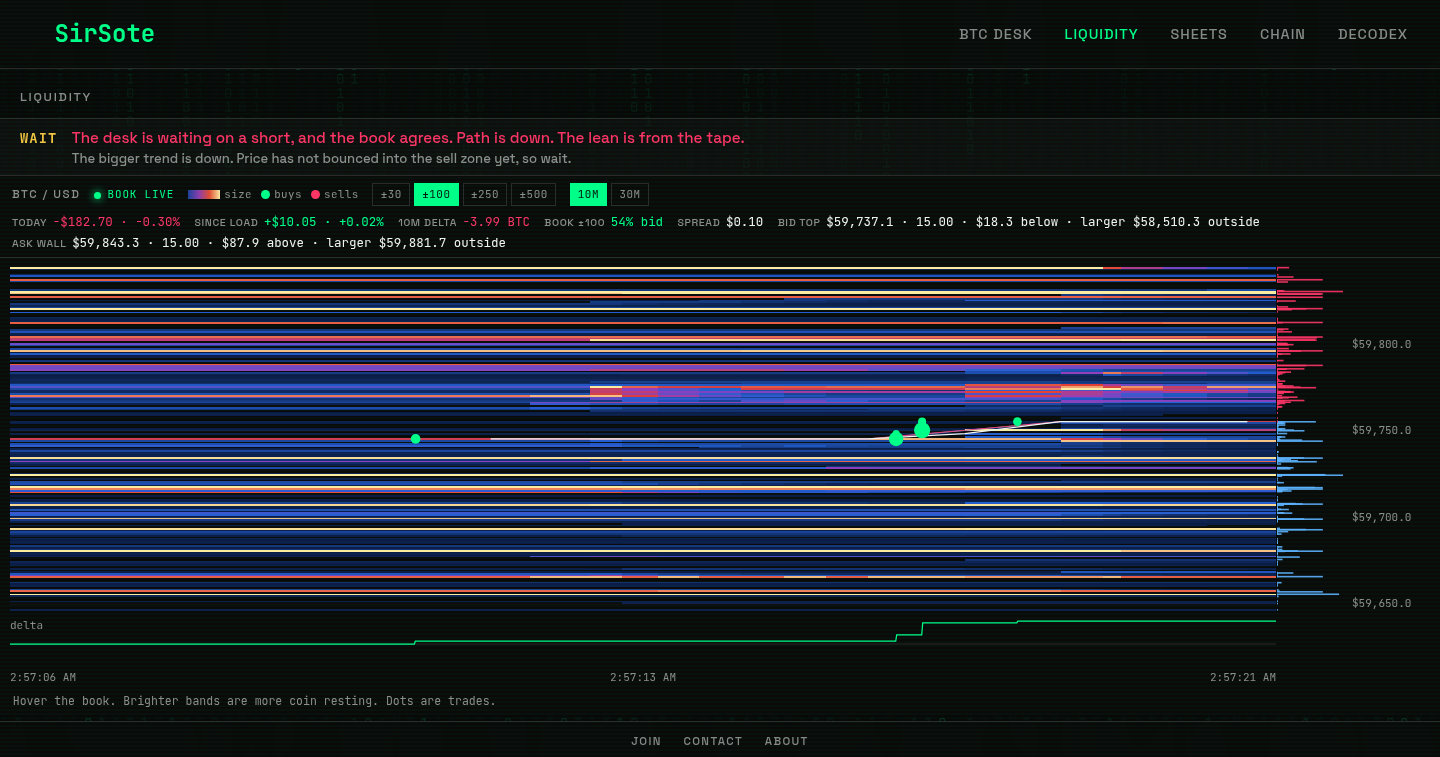 SirSote
BTC DESK LIQUIDITY SHEETS CHAIN DECODEX
LIQUIDITY
WAIT The desk is waiting on a short, and the book agrees. Path is down. The lean is from the tape.
The bigger trend is down. Price has not bounced into the sell zone yet, so wait.
BTC / USD BOOK LIVE size buys sells ±30 ±100 ±250 ±500 10M 30M
TODAY -$182.70 · -0.30% SINCE LOAD +$10.05 · +0.02% 10M DELTA -3.99 BTC BOOK ±100 54% bid SPREAD $0.10 BID TOP $59,737.1 · 15.00 · $18.3 below · larger $58,510.3 outside
ASK WALL $59,843.3 · 15.00 · $87.9 above · larger $59,881.7 outside
$59,800.0
$59,750.0
$59,700.0
$59,650.0
delta
2:57:06 AM 2:57:13 AM 2:57:21 AM
Hover the book. Brighter bands are more coin resting. Dots are trades.
JOIN CONTACT ABOUT